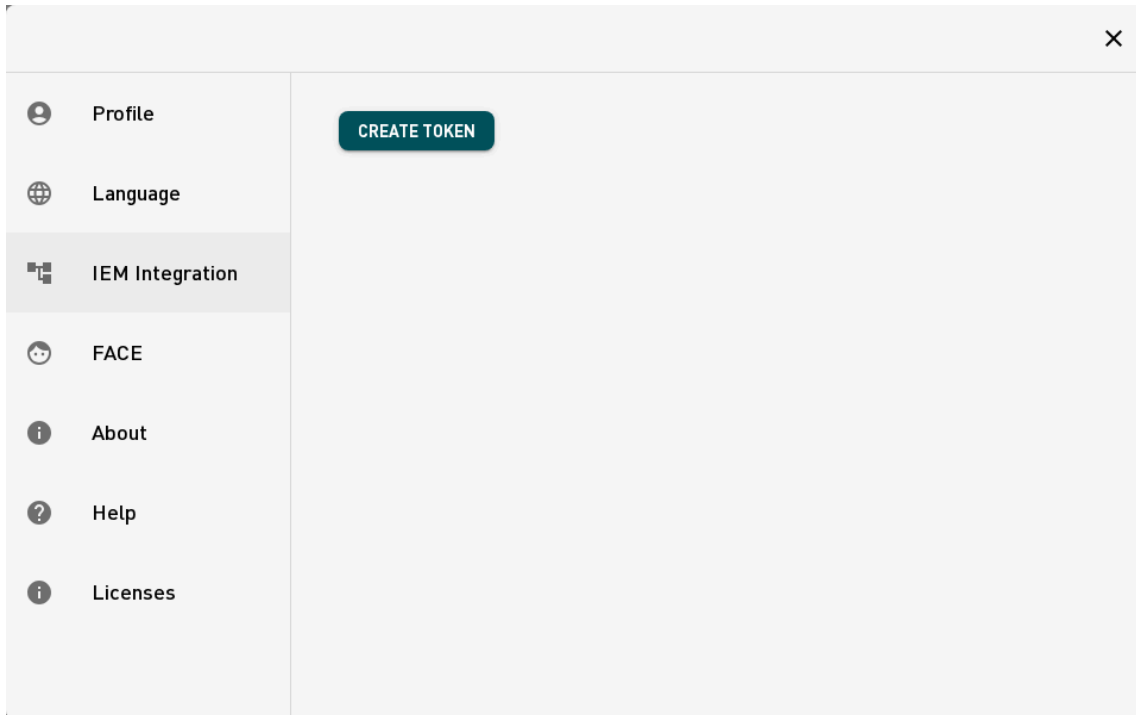 Profile
CREATE TOKEN
Language
IEM Integration
FACE
About
Help
Licenses